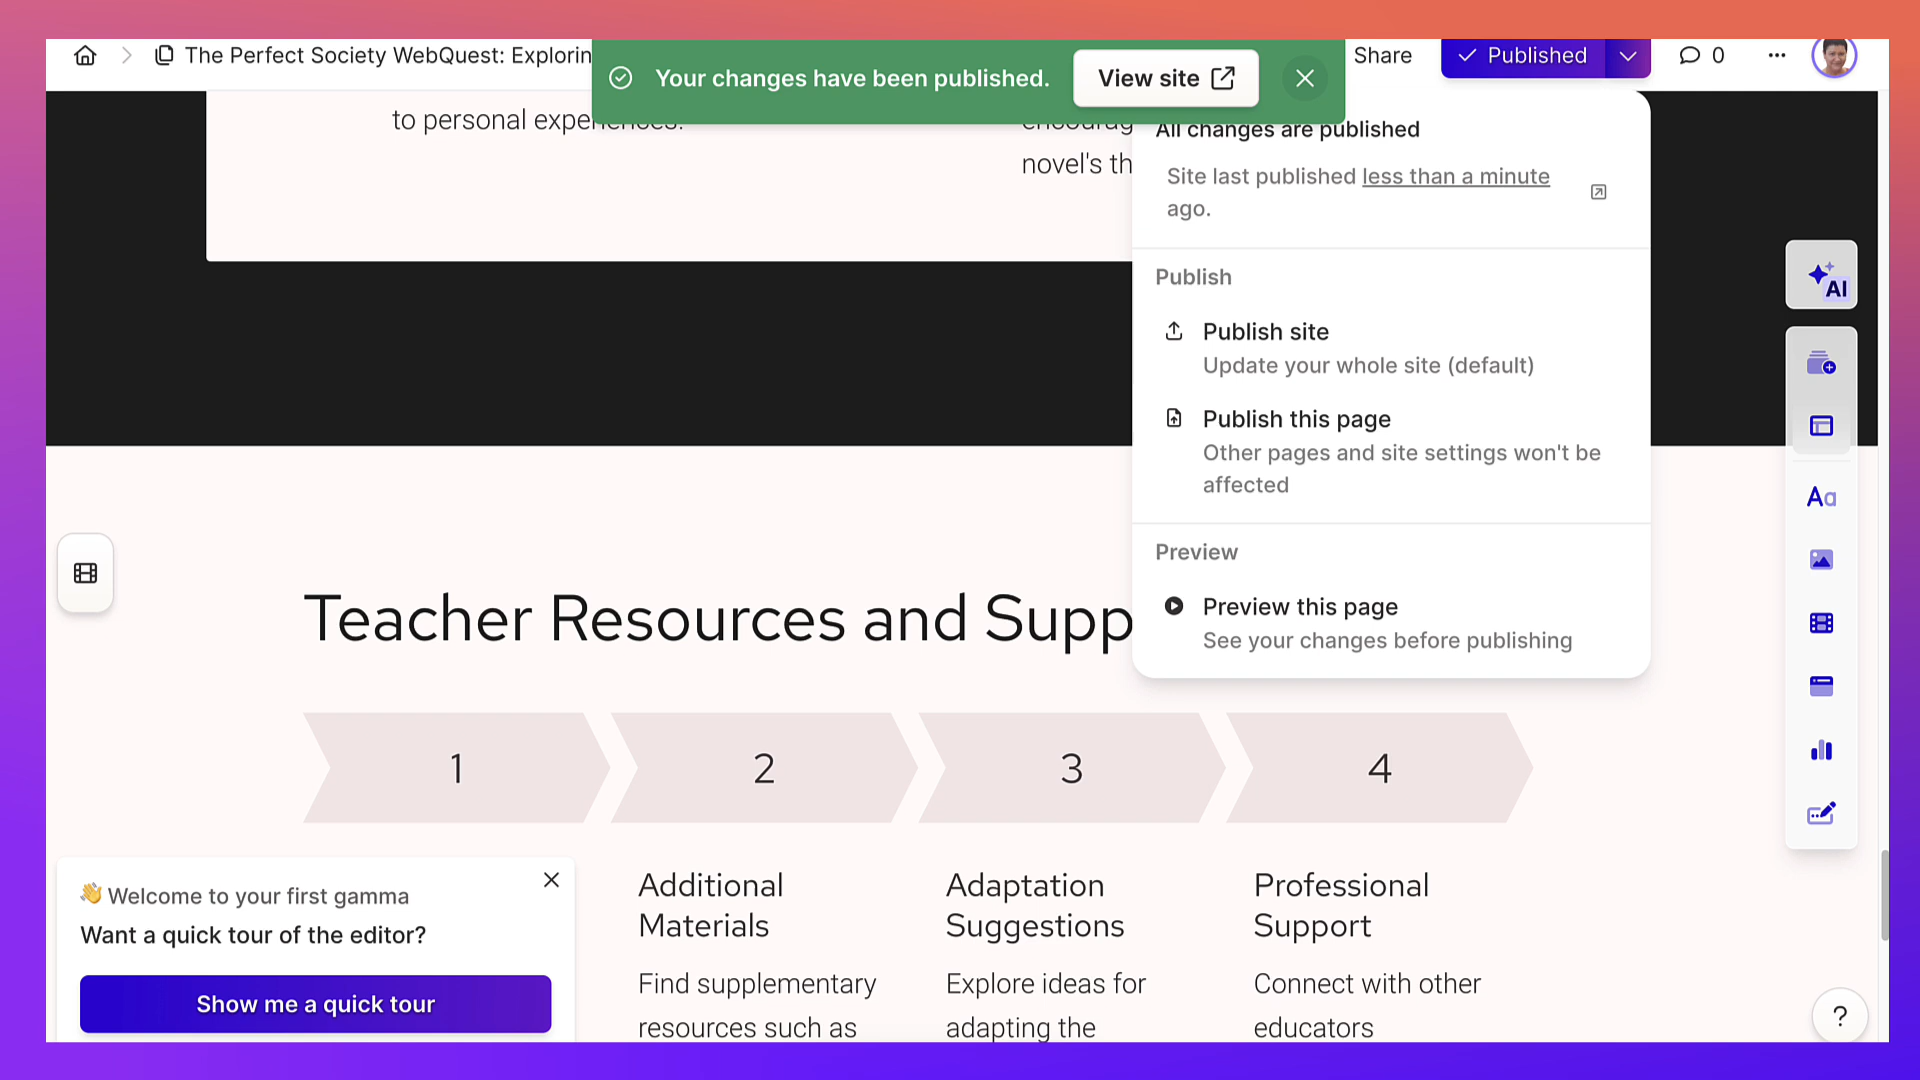 The Perfect Society WebQuest: Explorin
Your changes have been published.
View site
Share
Published
0
to personal experiences.
encourag
novel's th
All changes are published
Site last published less than a minute
ago.
Publish
Publish site
Update your whole site (default)
Publish this page
Other pages and site settings won't be
affected
Preview
Preview this page
See your changes before publishing
AI
Aa
Teacher Resources and Supp
1
2
3
4
Additional
Materials
Find supplementary
resources such as
Adaptation
Suggestions
Explore ideas for
adapting the
Professional
Support
Connect with other
educators
👋 Welcome to your first gamma
Want a quick tour of the editor?
Show me a quick tour
?